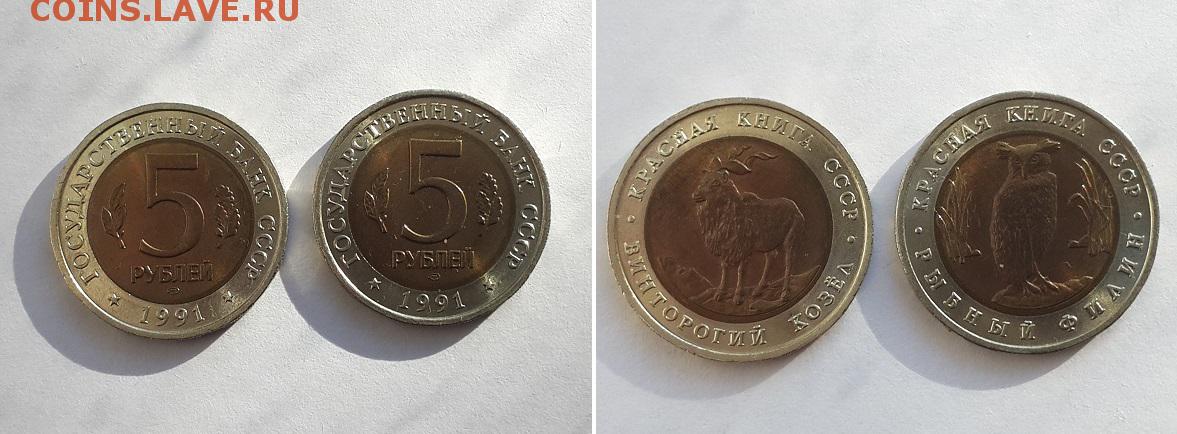 COINS.LAVE.RU
ГОСУДАРСТВЕННЫЙ БАНК СССР
5
РУБЛЕЙ
1991
ГОСУДАРСТВЕННЫЙ БАНК СССР
5
РУБЛЕЙ
1991
КРАСНАЯ КНИГА СССР
ВИНТОРОГИЙ КОЗЁЛ
КРАСНАЯ КНИГА СССР
РЫБНЫЙ ФИЛИН